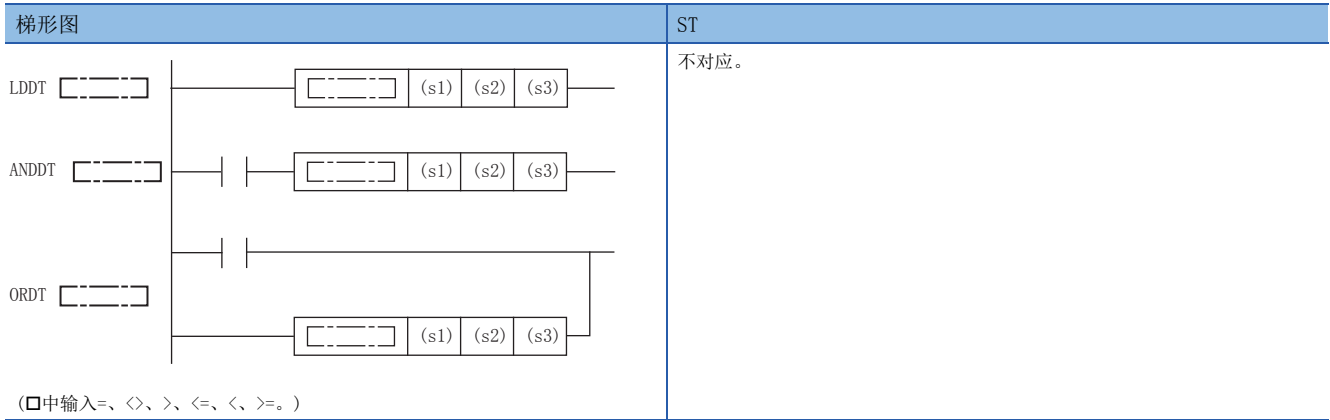 梯形图
ST
不对应。
LDDT
(s1) (s2) (s3)
ANDDT
(s1) (s2) (s3)
ORDT
(s1) (s2) (s3)
(口中输入=、<>、>、<=、<、>=。)